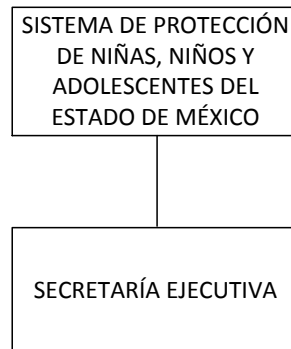 SISTEMA DE PROTECCIÓN
DE NIÑAS, NIÑOS Y
ADOLESCENTES DEL
ESTADO DE MÉXICO
SECRETARÍA EJECUTIVA